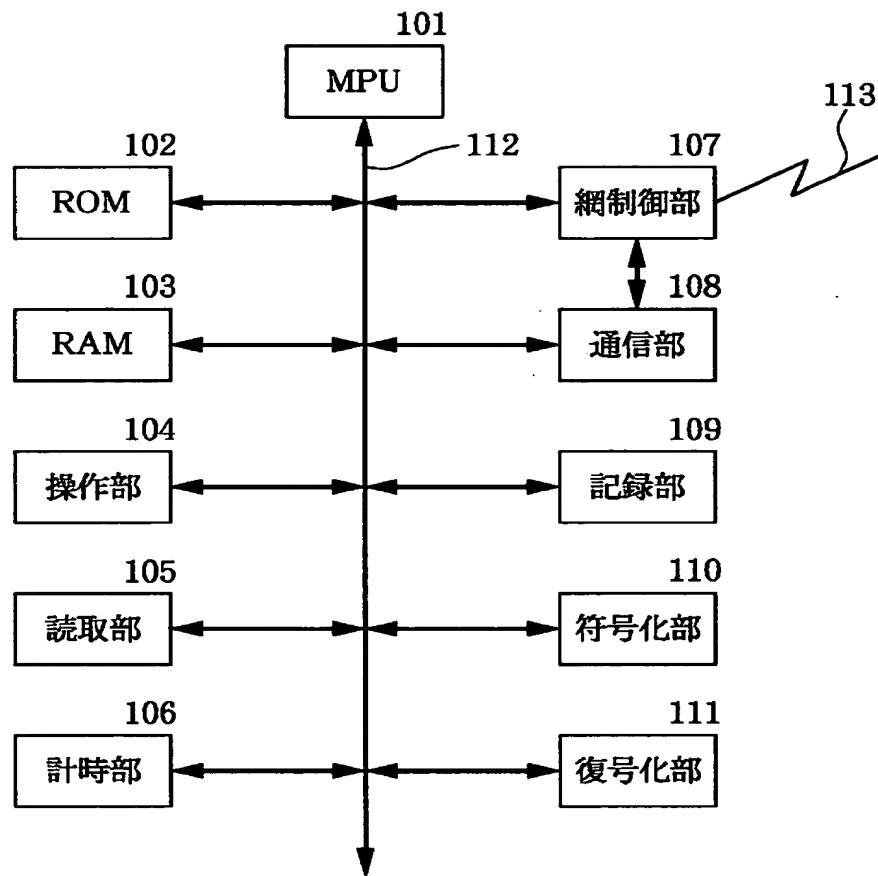 101
MPU
113
102
112
107
ROM
網制御部
103
108
RAM
通信部
104
109
操作部
記録部
105
110
読取部
符号化部
106
111
計時部
復号化部